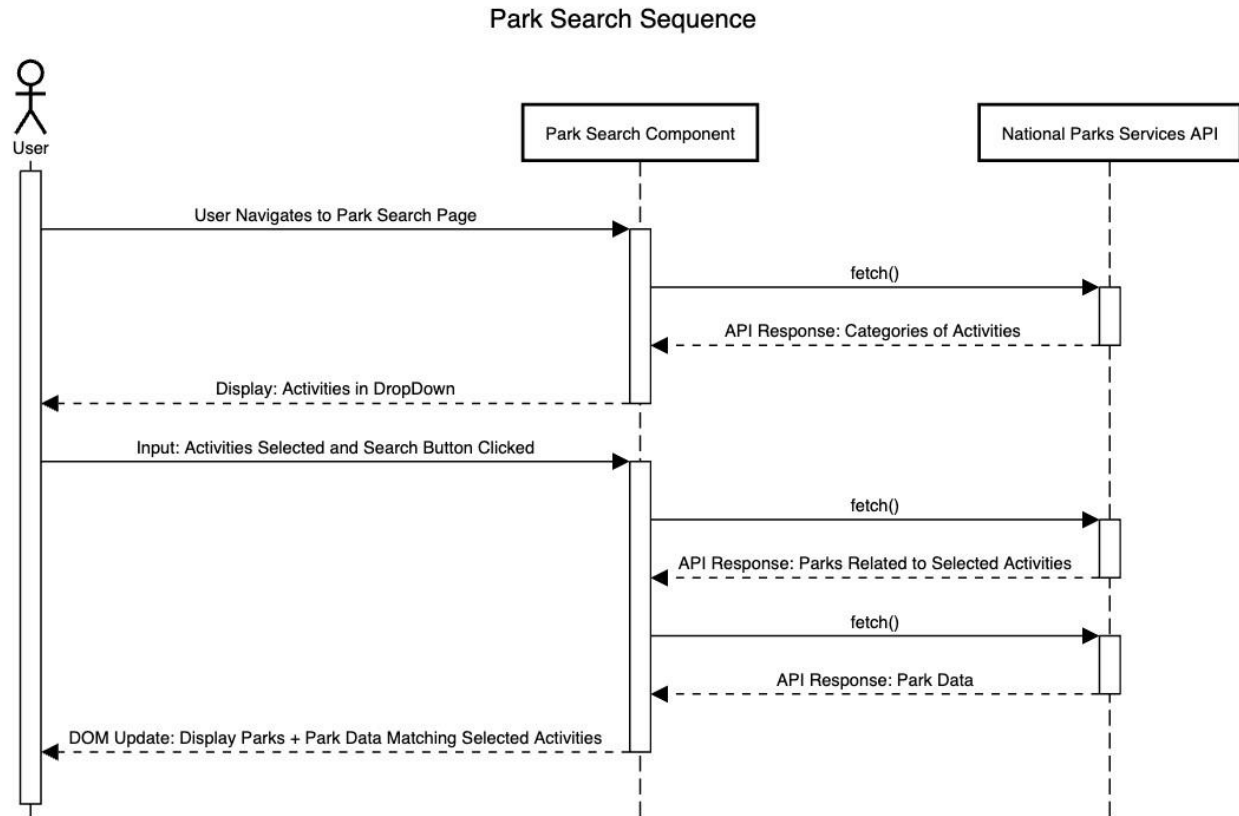 Park Search Sequence
User
Park Search Component
National Parks Services API
User Navigates to Park Search Page
fetch()
API Response: Categories of Activities
Display: Activities in DropDown
Input: Activities Selected and Search Button Clicked
fetch()
API Response: Parks Related to Selected Activities
fetch()
API Response: Park Data
DOM Update: Display Parks + Park Data Matching Selected Activities